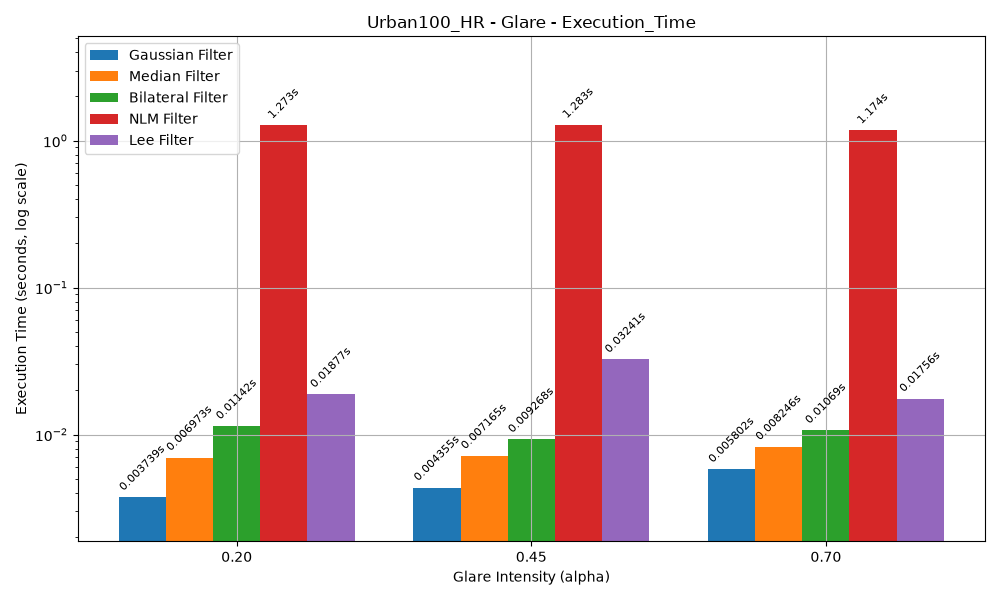 Urban100_HR - Glare - Execution_Time
Gaussian Filter
Median Filter
Bilateral Filter
NLM Filter
Lee Filter
Execution Time (seconds, log scale)
10⁰
10⁻¹
10⁻²
0.003739s
0.006973s
0.01142s
1.273s
0.01877s
0.004355s
0.007165s
0.009268s
1.283s
0.03241s
0.005802s
0.008246s
0.01069s
1.174s
0.01756s
0.20
0.45
0.70
Glare Intensity (alpha)